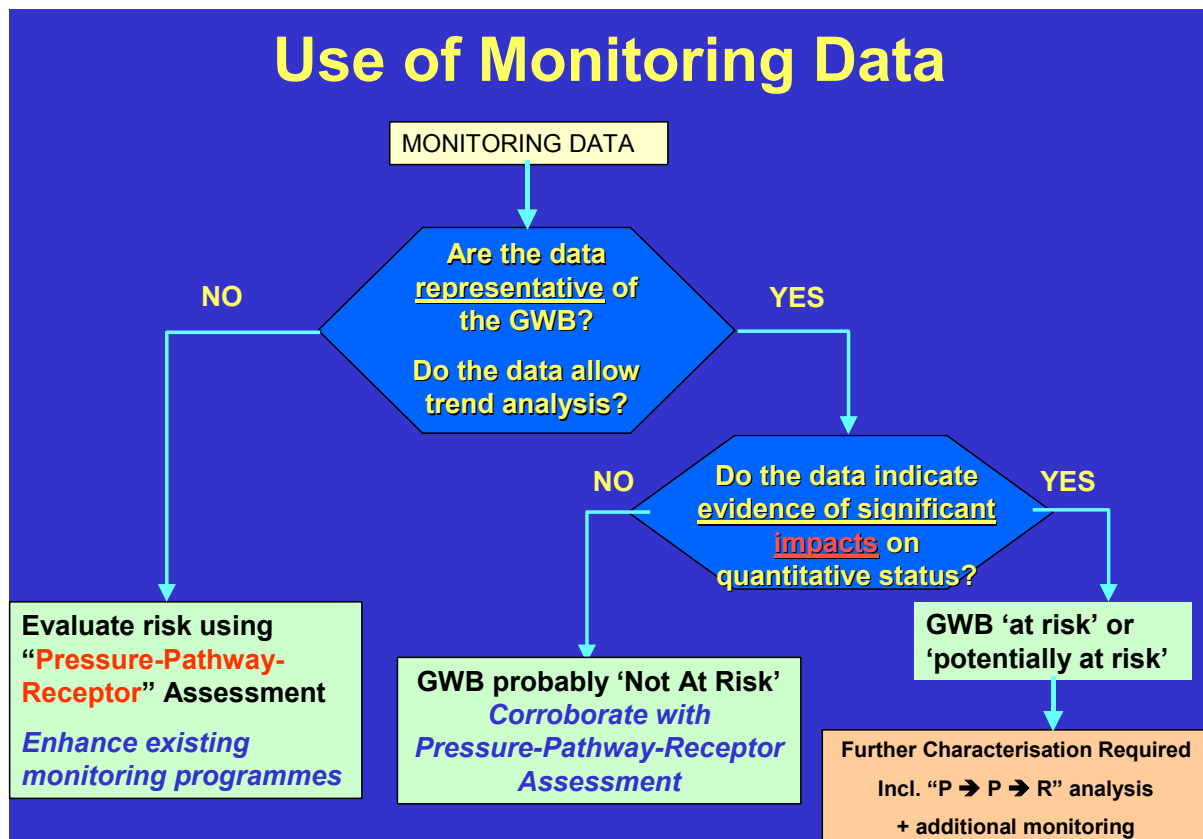 Use of Monitoring Data
MONITORING DATA
Are the data
representative of
the GWB?
Do the data allow
trend analysis?
NO
YES
Do the data indicate
evidence of significant
impacts on
quantitative status?
NO
YES
Evaluate risk using
“Pressure-Pathway-
Receptor” Assessment
Enhance existing
monitoring programmes
GWB probably ‘Not At Risk’
Corroborate with
Pressure-Pathway-Receptor
Assessment
GWB ‘at risk’ or
‘potentially at risk’
Further Characterisation Required
Incl. “P ➔ P ➔ R” analysis
+ additional monitoring